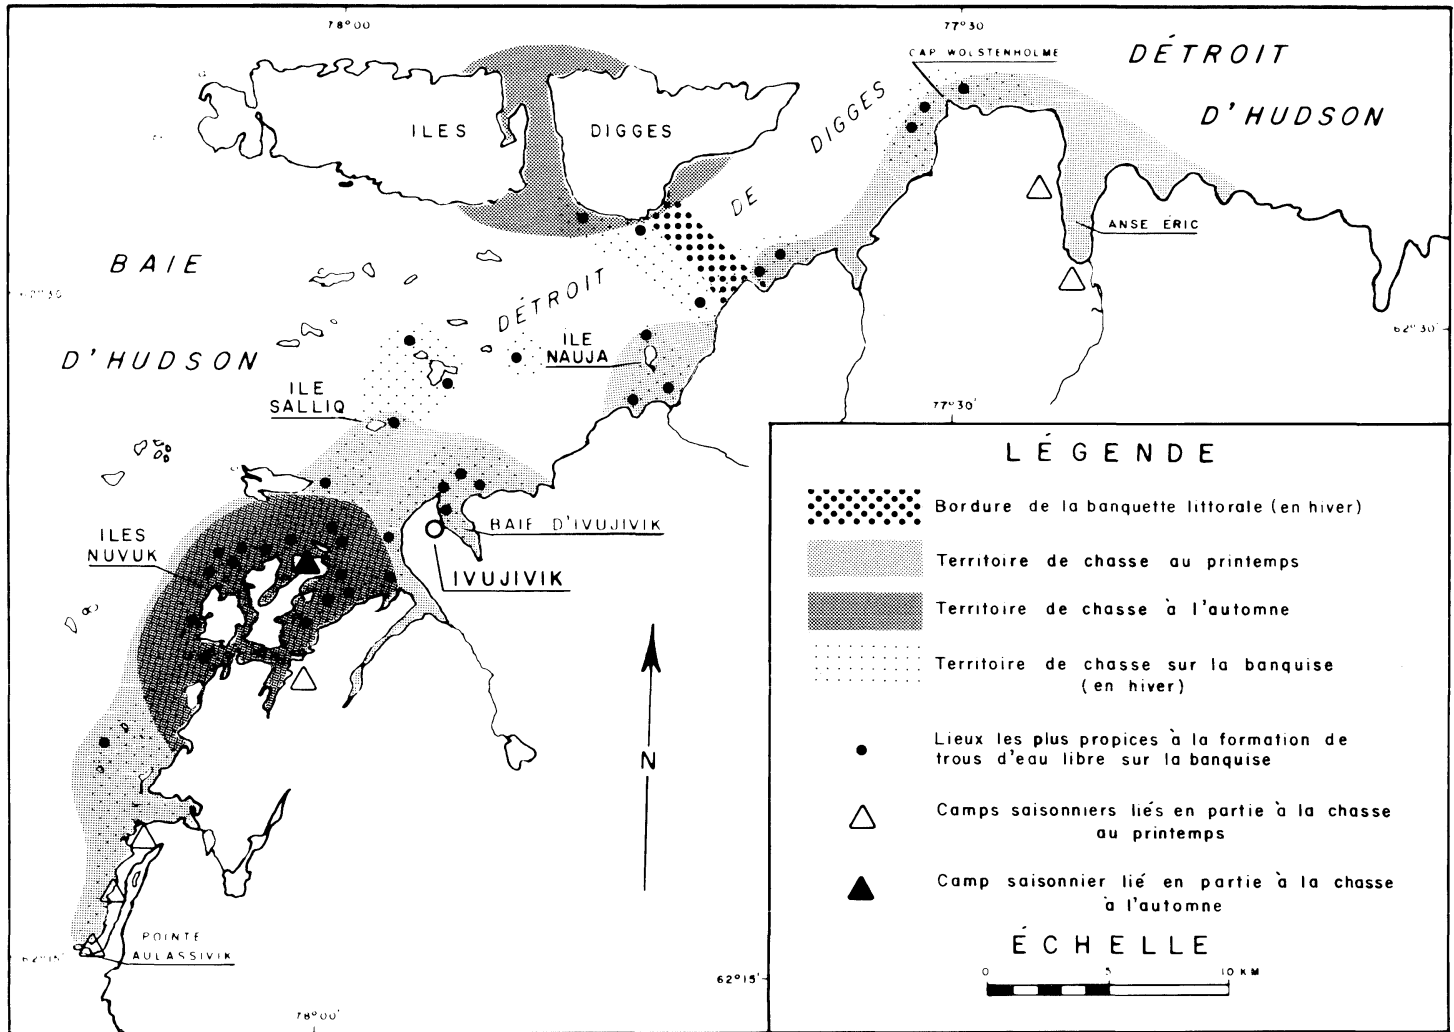 78°00'
77°30'
CAP WOLSTENHOLME
DÉTROIT
D'HUDSON
ILES DIGGES
DÉTROIT DE DIGGES
ANSE ÉRIC
BAIE
D'HUDSON
62°30'
62°30'
ILE
NAUJA
ILE
SALLIQ
77°30'
ILES
NUVUK
BAIE D'IVUJIVIK
IVUJIVIK
N
POINTE
AULASSIVIK
62°15'
62°15'
78°00'
LÉGENDE
Bordure de la banquette littorale (en hiver)
Territoire de chasse au printemps
Territoire de chasse à l'automne
Territoire de chasse sur la banquise
(en hiver)
Lieux les plus propices à la formation de
trous d'eau libre sur la banquise
Camps saisonniers liés en partie à la chasse
au printemps
Camp saisonnier lié en partie à la chasse
à l'automne
ÉCHELLE
0 5 10 KM